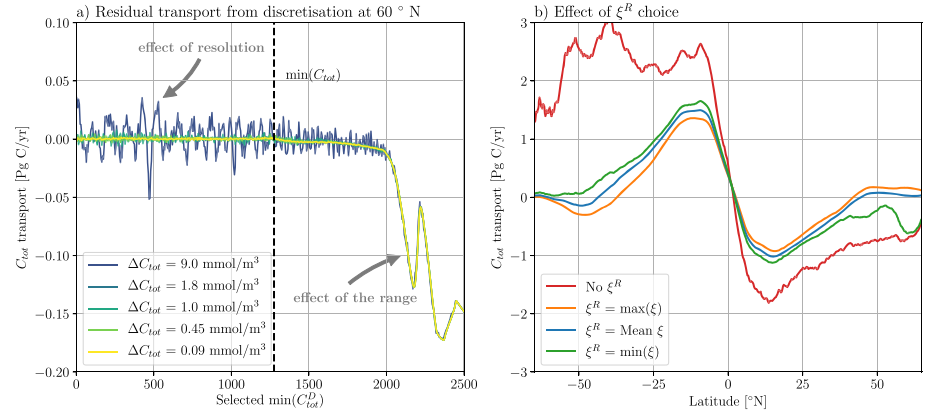 a) Residual transport from discretisation at 60 ° N
0.10
0.05
0.00
−0.05
−0.10
−0.15
−0.20
C_tot transport [Pg C/yr]
effect of resolution
min(C_tot)
effect of the range
ΔC_tot = 9.0 mmol/m³
ΔC_tot = 1.8 mmol/m³
ΔC_tot = 1.0 mmol/m³
ΔC_tot = 0.45 mmol/m³
ΔC_tot = 0.09 mmol/m³
0 500 1000 1500 2000 2500
Selected min(C^D_tot)
b) Effect of ξ^R choice
3
2
1
0
−1
−2
−3
C_tot transport [Pg C/yr]
No ξ^R
ξ^R = max(ξ)
ξ^R = Mean ξ
ξ^R = min(ξ)
−50 −25 0 25 50
Latitude [°N]